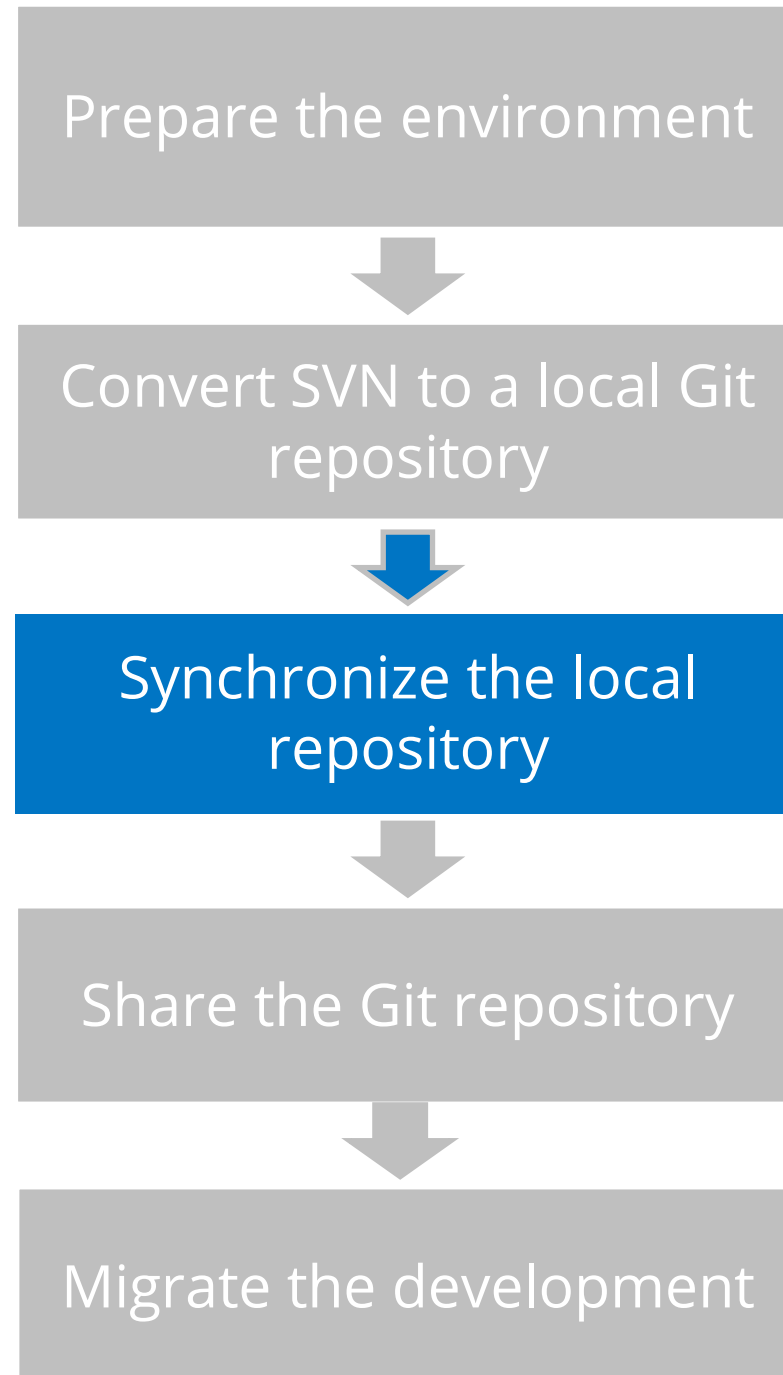 Prepare the environment
Convert SVN to a local Git
repository
Synchronize the local
repository
Share the Git repository
Migrate the development